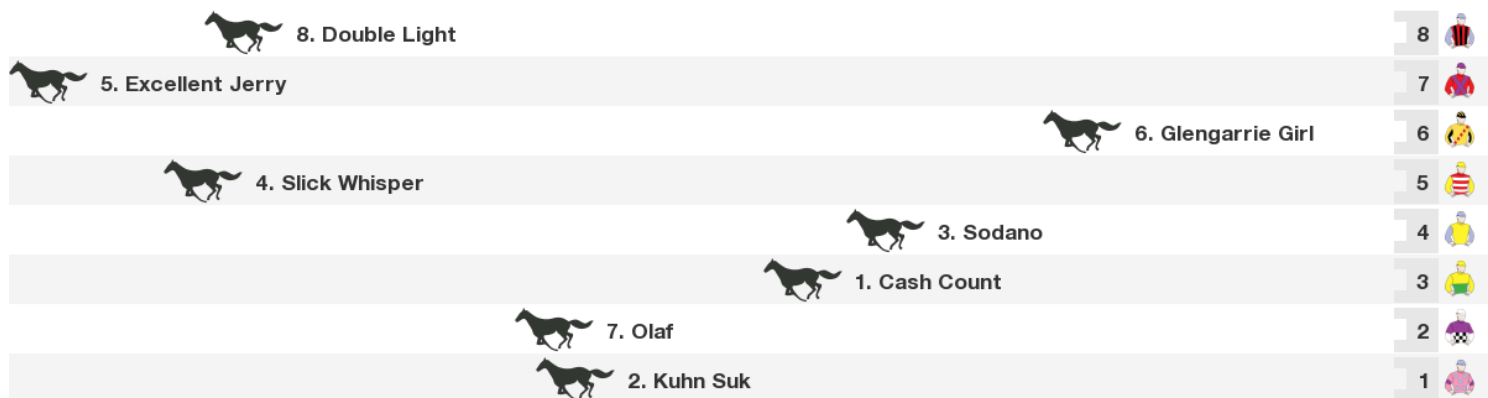 8. Double Light 8
5. Excellent Jerry 7
6. Glengarrie Girl 6
4. Slick Whisper 5
3. Sodano 4
1. Cash Count 3
7. Olaf 2
2. Kuhn Suk 1